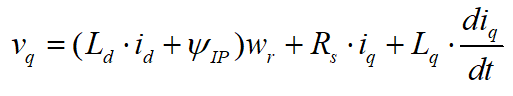 v_q = (L_d · i_d + ψ_IP)w_r + R_s · i_q + L_q · di_q/dt